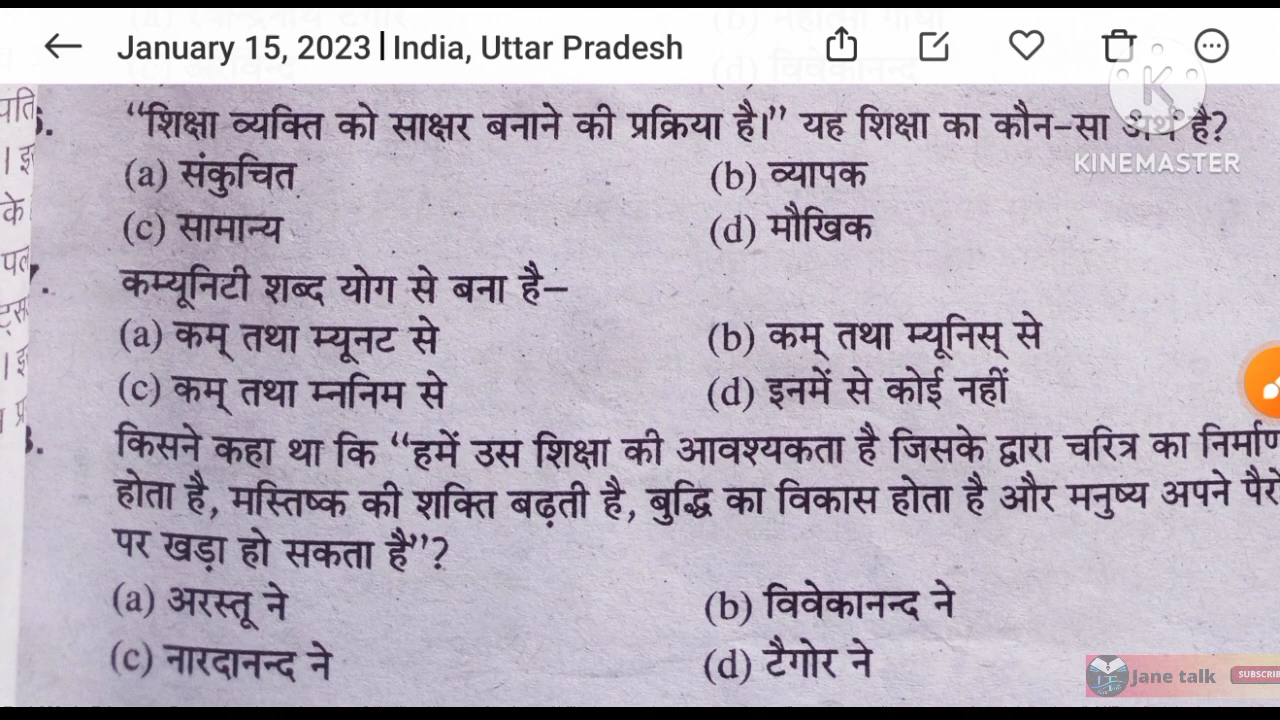 January 15, 2023 | India, Uttar Pradesh
KINEMASTER
“शिक्षा व्यक्ति को साक्षर बनाने की प्रक्रिया है।” यह शिक्षा का कौन-सा अर्थ है?
(a) संकुचित (b) व्यापक
(c) सामान्य (d) मौखिक
कम्यूनिटी शब्द योग से बना है–
(a) कम् तथा म्यूनट से (b) कम् तथा म्यूनिस् से
(c) कम् तथा म्ननिम से (d) इनमें से कोई नहीं
किसने कहा था कि “हमें उस शिक्षा की आवश्यकता है जिसके द्वारा चरित्र का निर्माण
होता है, मस्तिष्क की शक्ति बढ़ती है, बुद्धि का विकास होता है और मनुष्य अपने पैरों
पर खड़ा हो सकता है”?
(a) अरस्तू ने (b) विवेकानन्द ने
(c) नारदानन्द ने (d) टैगोर ने
Jane talk